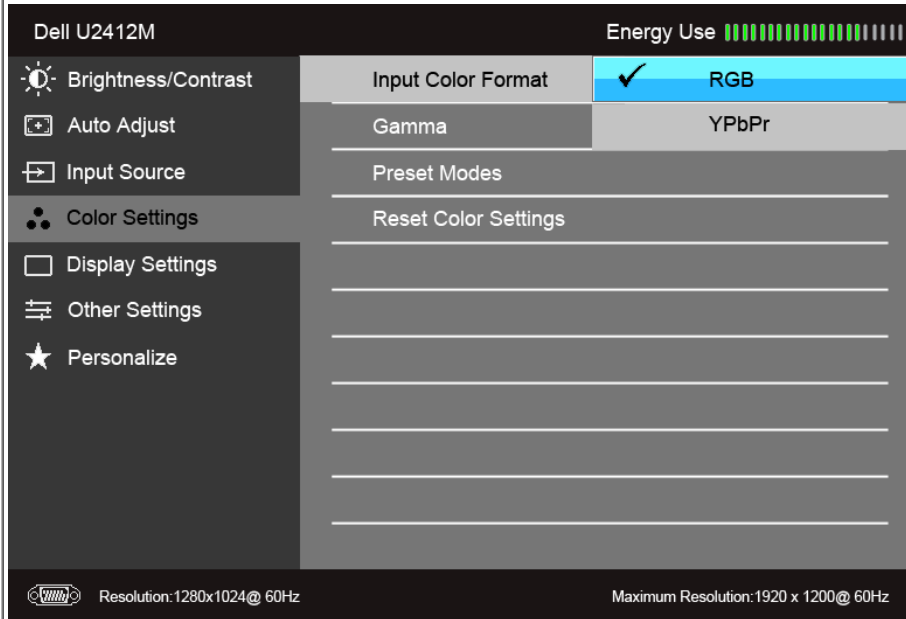 Dell U2412M
Energy Use
Brightness/Contrast
Auto Adjust
Input Source
Color Settings
Display Settings
Other Settings
Personalize
Input Color Format
Gamma
Preset Modes
Reset Color Settings
RGB
YPbPr
Resolution:1280x1024@ 60Hz
Maximum Resolution:1920 x 1200@ 60Hz